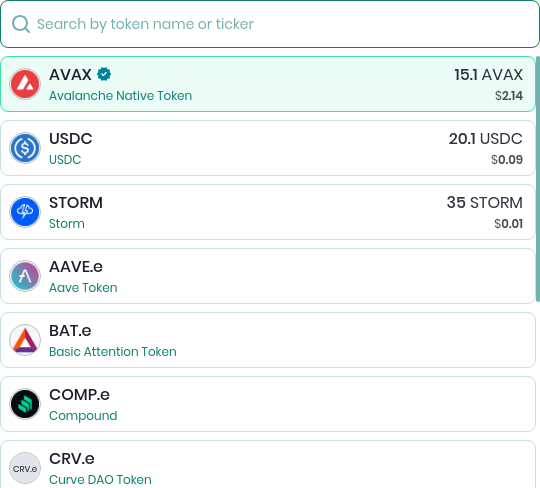 Search by token name or ticker
AVAX 15.1 AVAX
Avalanche Native Token $2.14
USDC 20.1 USDC
USDC $0.09
STORM 35 STORM
Storm $0.01
AAVE.e
Aave Token
BAT.e
Basic Attention Token
COMP.e
Compound
CRV.e CRV.e
Curve DAO Token